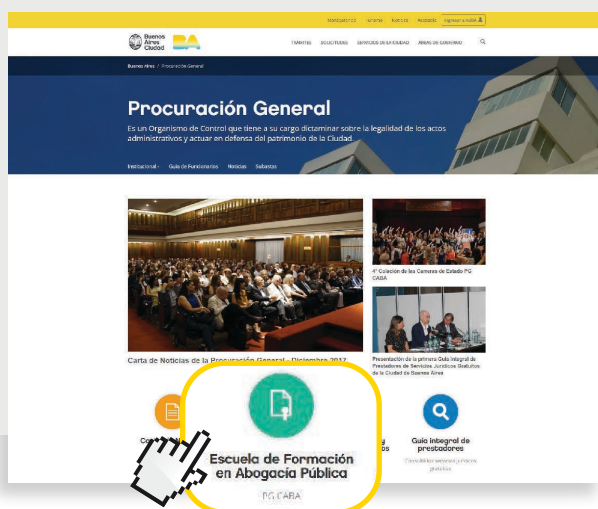 Turismo
Noticias
Ingresar a miBA
Buenos
Aires
Ciudad
BA
TRÁMITES SOLICITUDES SERVICIOS DE LA CIUDAD ÁREAS DE GOBIERNO
Buenos Aires / Procuración General
Procuración General
Es un Organismo de Control que tiene a su cargo dictaminar sobre la legalidad de los actos
administrativos y actuar en defensa del patrimonio de la Ciudad
Institucional Guía de Funcionarios Noticias Subastas
4° Colación de las Carreras de Estado PG
CABA
Carta de Noticias de la Procuración General - Diciembre 2017
Presentación de la primera Guía Integral de
Prestadores de Servicios Jurídicos Gratuitos
de la Ciudad de Buenos Aires
Escuela de Formación
en Abogacía Pública
PG CABA
Guía integral de
prestadores